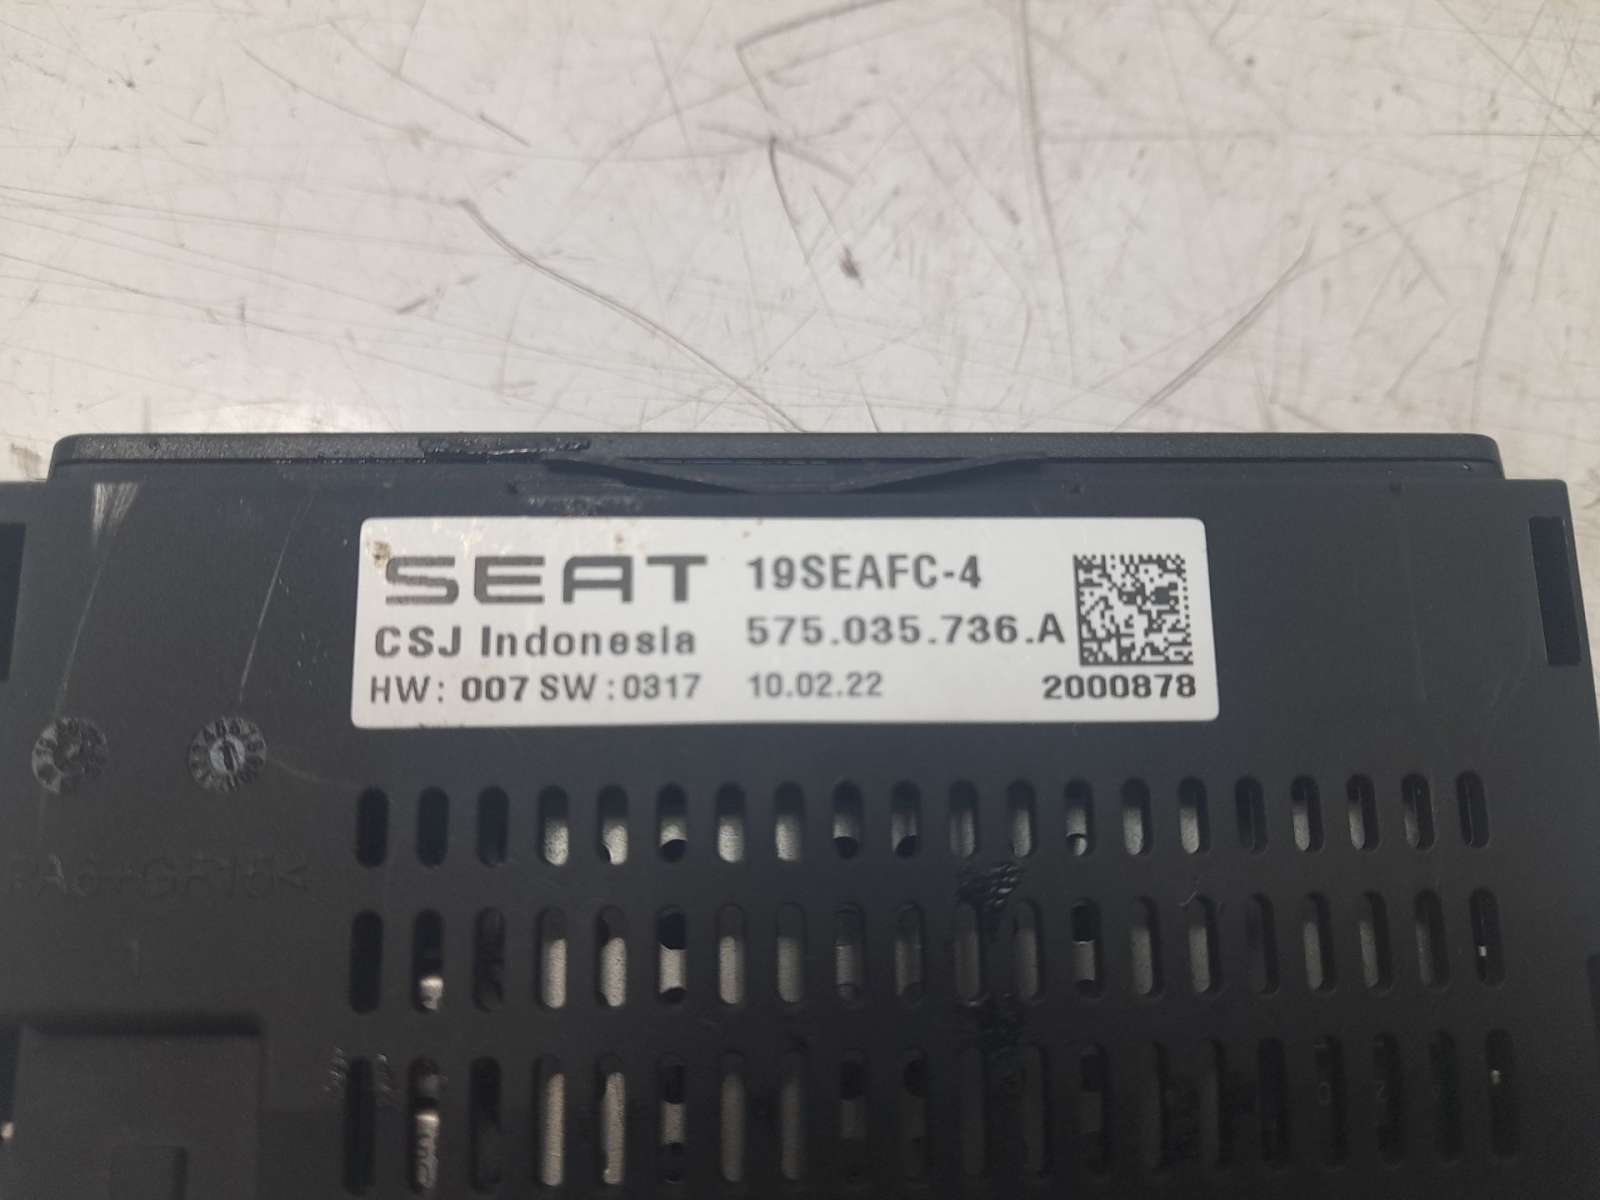 SEAT 19SEAFC-4
CSJ Indonesia 575.035.736.A
HW: 007 SW:0317 10.02.22 2000878